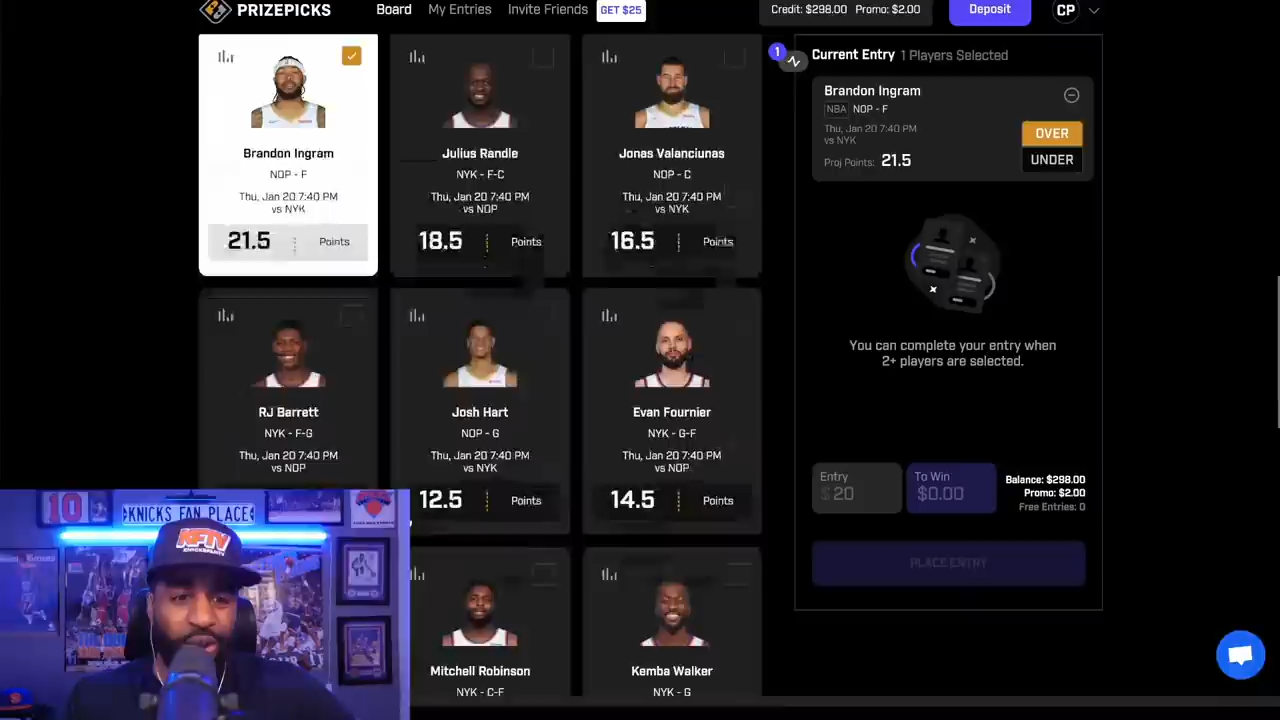 PRIZEPICKS
Board
My Entries
Invite Friends
GET $25
Credit: $298.00 Promo: $2.00
Deposit
CP
Brandon Ingram
NOP - F
Thu, Jan 20 7:40 PM
vs NYK
21.5
Points
Julius Randle
NYK - F-C
Thu, Jan 20 7:40 PM
vs NOP
18.5
Points
Jonas Valanciunas
NOP - C
Thu, Jan 20 7:40 PM
vs NYK
16.5
Points
RJ Barrett
NYK - F-G
Thu, Jan 20 7:40 PM
vs NOP
Josh Hart
NOP - G
Thu, Jan 20 7:40 PM
vs NYK
12.5
Points
Evan Fournier
NYK - G-F
Thu, Jan 20 7:40 PM
vs NOP
14.5
Points
Mitchell Robinson
NYK - C-F
Kemba Walker
NYK - G
1
Current Entry 1 Players Selected
Brandon Ingram
NBA NOP - F
Thu, Jan 20 7:40 PM
vs NYK
Proj Points: 21.5
OVER
UNDER
You can complete your entry when
2+ players are selected.
Entry
$20
To Win
$0.00
Balance: $298.00
Promo: $2.00
Free Entries: 0
PLACE ENTRY
10
KNICKS FAN PLACE
KFTV